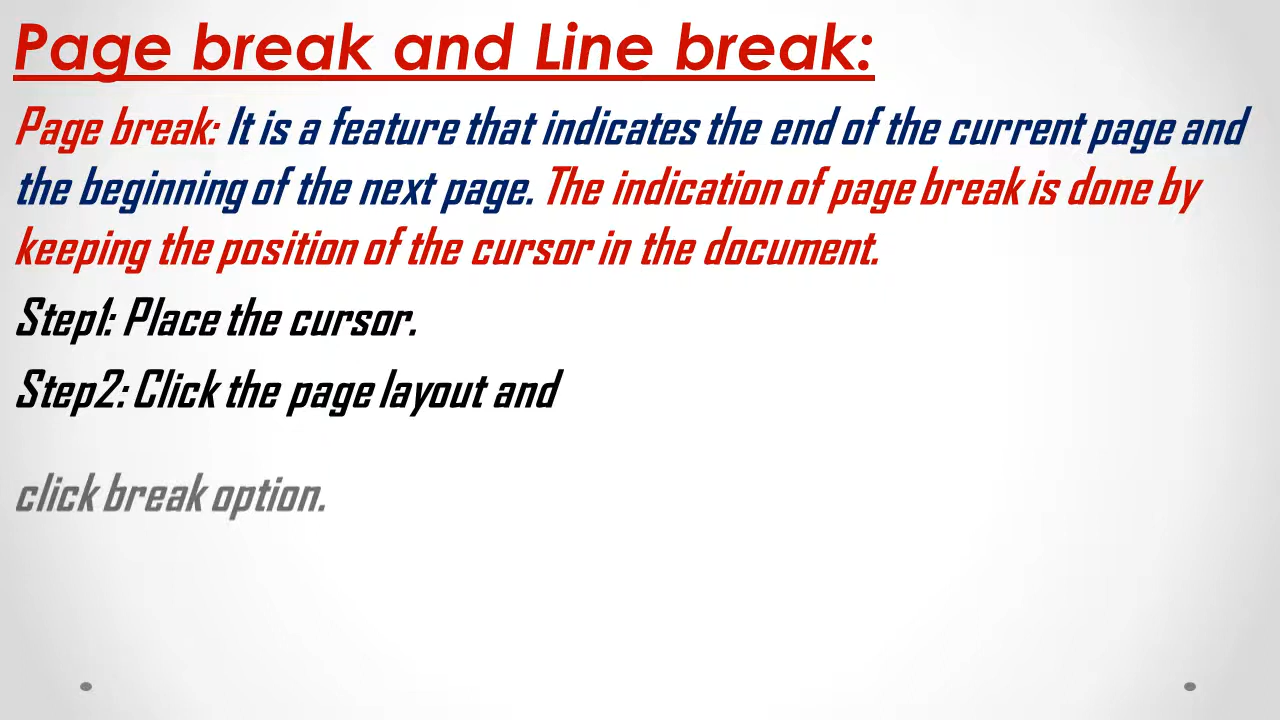 Page break and Line break:
Page break: It is a feature that indicates the end of the current page and
the beginning of the next page. The indication of page break is done by
keeping the position of the cursor in the document.
Step1: Place the cursor.
Step2: Click the page layout and
click break option.